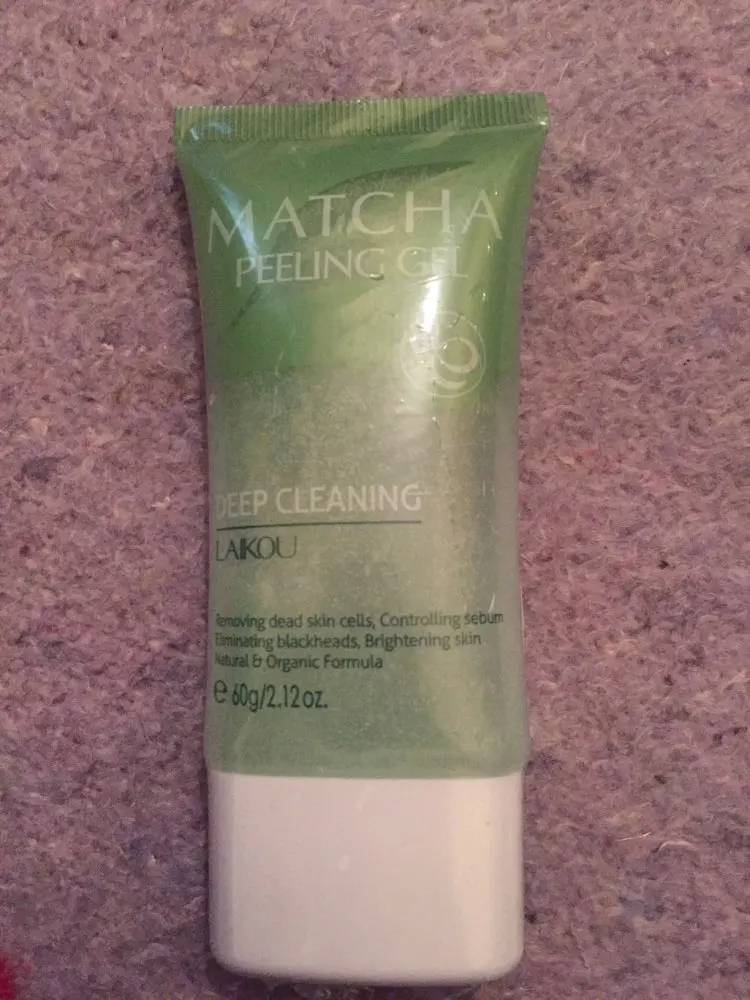 MATCHA
PEELING GEL
DEEP CLEANING
LAIKOU
Removing dead skin cells, Controlling sebum
Eliminating blackheads, Brightening skin
Natural & Organic Formula
℮ 60g/2.12oz.